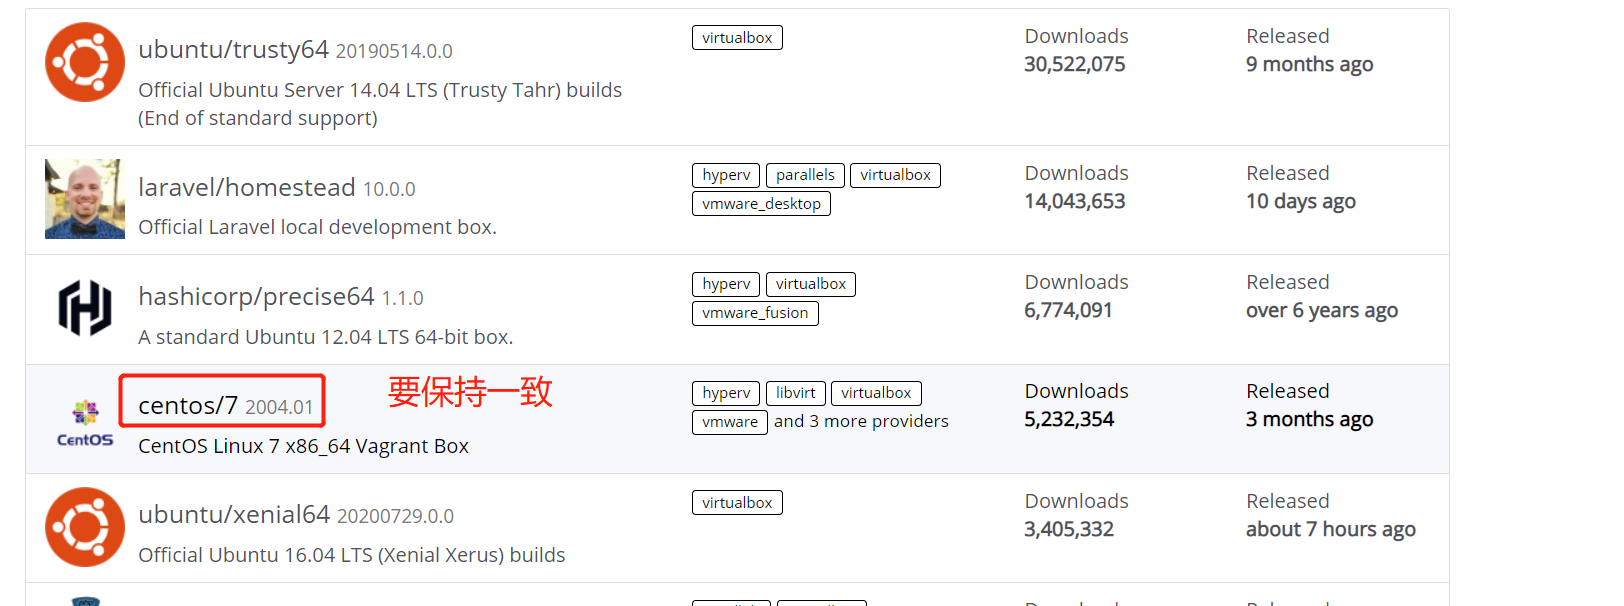 ubuntu/trusty64 20190514.0.0
Official Ubuntu Server 14.04 LTS (Trusty Tahr) builds
(End of standard support)
virtualbox
Downloads
30,522,075
Released
9 months ago
laravel/homestead 10.0.0
Official Laravel local development box.
hyperv parallels virtualbox
vmware_desktop
Downloads
14,043,653
Released
10 days ago
hashicorp/precise64 1.1.0
A standard Ubuntu 12.04 LTS 64-bit box.
hyperv virtualbox
vmware_fusion
Downloads
6,774,091
Released
over 6 years ago
CentOS
centos/7 2004.01
要保持一致
CentOS Linux 7 x86_64 Vagrant Box
hyperv libvirt virtualbox
vmware and 3 more providers
Downloads
5,232,354
Released
3 months ago
ubuntu/xenial64 20200729.0.0
Official Ubuntu 16.04 LTS (Xenial Xerus) builds
virtualbox
Downloads
3,405,332
Released
about 7 hours ago
Downloads
Released